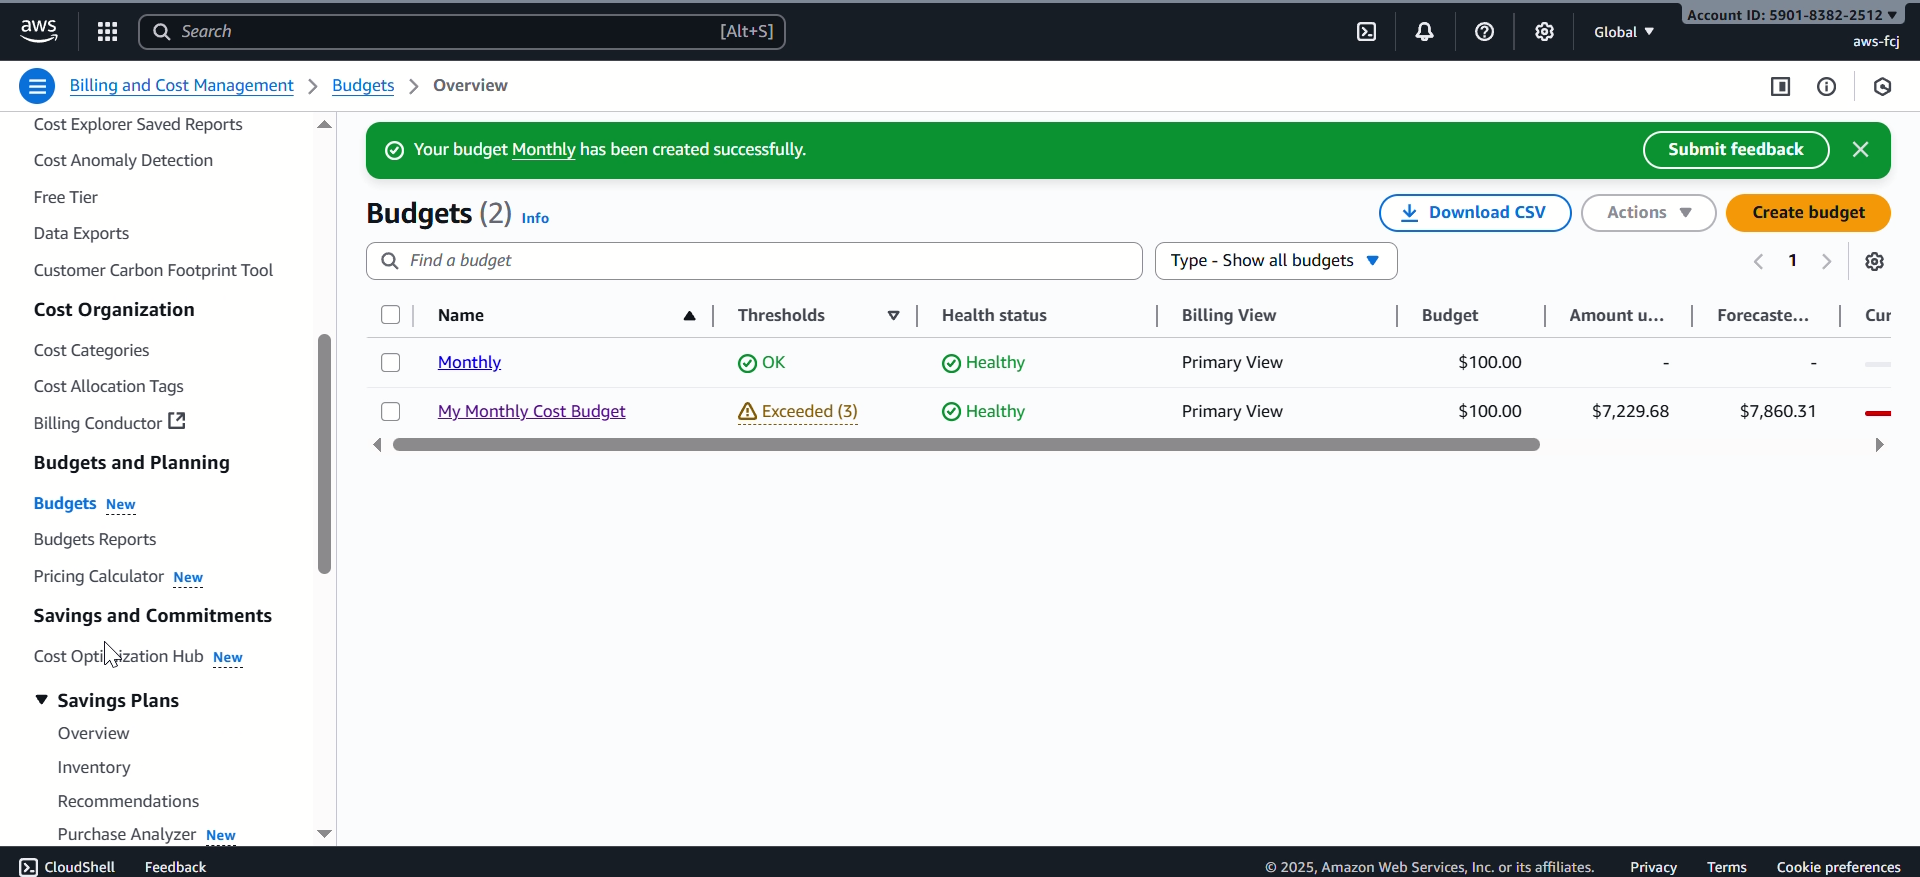 aws
Search
[Alt+S]
Global
Account ID: 5901-8382-2512
aws-fcj
Billing and Cost Management
Budgets
Overview
Cost Explorer Saved Reports
Cost Anomaly Detection
Free Tier
Data Exports
Customer Carbon Footprint Tool
Cost Organization
Cost Categories
Cost Allocation Tags
Billing Conductor
Budgets and Planning
Budgets New
Budgets Reports
Pricing Calculator New
Savings and Commitments
Cost Optimization Hub New
Savings Plans
Overview
Inventory
Recommendations
Purchase Analyzer New
Your budget Monthly has been created successfully.
Submit feedback
Budgets (2) Info
Download CSV
Actions
Create budget
Find a budget
Type - Show all budgets
1
Name Thresholds Health status Billing View Budget Amount u... Forecaste... Cur
Monthly OK Healthy Primary View $100.00 - -
My Monthly Cost Budget Exceeded (3) Healthy Primary View $100.00 $7,229.68 $7,860.31
CloudShell Feedback
© 2025, Amazon Web Services, Inc. or its affiliates. Privacy Terms Cookie preferences